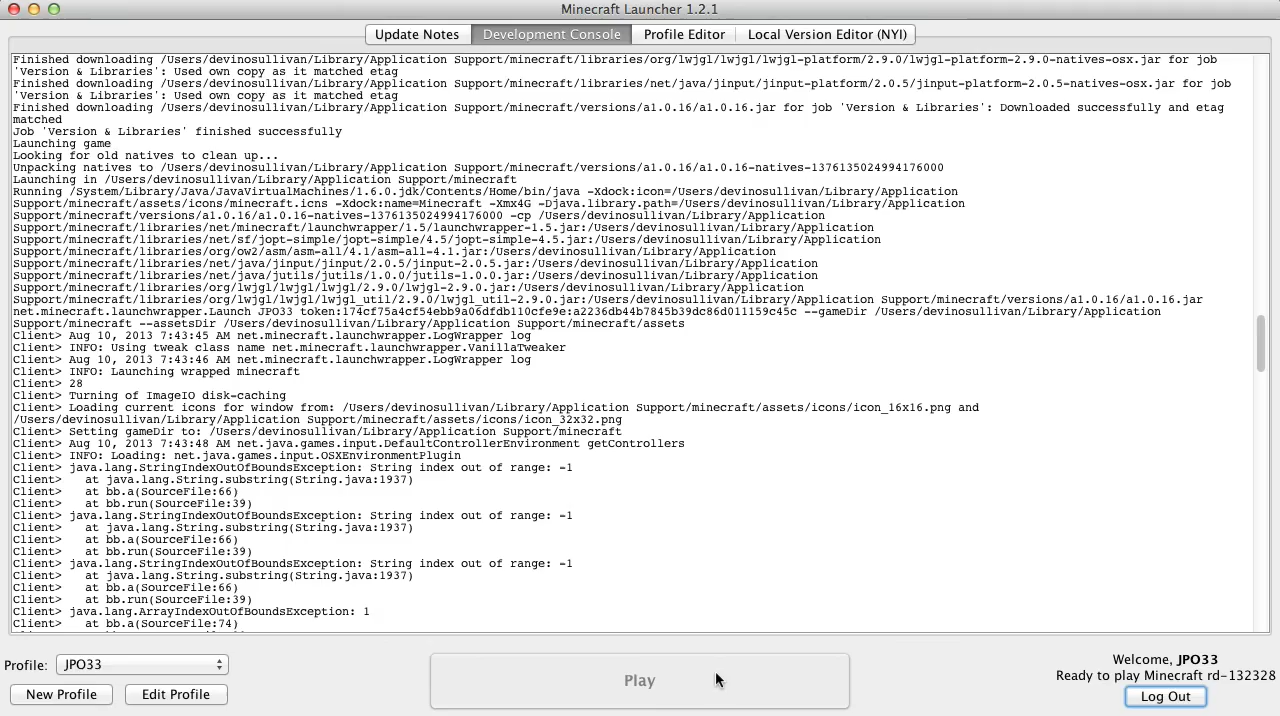 Minecraft Launcher 1.2.1
Update Notes Development Console Profile Editor Local Version Editor (NYI)
Finished downloading /Users/devinosullivan/Library/Application Support/minecraft/libraries/org/lwjgl/lwjgl/lwjgl-platform/2.9.0/lwjgl-platform-2.9.0-natives-osx.jar for job
'Version & Libraries': Used own copy as it matched etag
Finished downloading /Users/devinosullivan/Library/Application Support/minecraft/libraries/net/java/jinput/jinput-platform/2.0.5/jinput-platform-2.0.5-natives-osx.jar for job
'Version & Libraries': Used own copy as it matched etag
Finished downloading /Users/devinosullivan/Library/Application Support/minecraft/versions/a1.0.16/a1.0.16.jar for job 'Version & Libraries': Downloaded successfully and etag
matched
Job 'Version & Libraries' finished successfully
Launching game
Looking for old natives to clean up...
Unpacking natives to /Users/devinosullivan/Library/Application Support/minecraft/versions/a1.0.16/a1.0.16-natives-1376135024994176000
Launching in /Users/devinosullivan/Library/Application Support/minecraft
Running /System/Library/Java/JavaVirtualMachines/1.6.0.jdk/Contents/Home/bin/java -Xdock:icon=/Users/devinosullivan/Library/Application
Support/minecraft/assets/icons/minecraft.icns -Xdock:name=Minecraft -Xmx4G -Djava.library.path=/Users/devinosullivan/Library/Application
Support/minecraft/versions/a1.0.16/a1.0.16-natives-1376135024994176000 -cp /Users/devinosullivan/Library/Application
Support/minecraft/libraries/net/minecraft/launchwrapper/1.5/launchwrapper-1.5.jar:/Users/devinosullivan/Library/Application
Support/minecraft/libraries/net/sf/jopt-simple/jopt-simple/4.5/jopt-simple-4.5.jar:/Users/devinosullivan/Library/Application
Support/minecraft/libraries/org/ow2/asm/asm-all/4.1/asm-all-4.1.jar:/Users/devinosullivan/Library/Application
Support/minecraft/libraries/net/java/jinput/jinput/2.0.5/jinput-2.0.5.jar:/Users/devinosullivan/Library/Application
Support/minecraft/libraries/net/java/jutils/jutils/1.0.0/jutils-1.0.0.jar:/Users/devinosullivan/Library/Application
Support/minecraft/libraries/org/lwjgl/lwjgl/lwjgl/2.9.0/lwjgl-2.9.0.jar:/Users/devinosullivan/Library/Application
Support/minecraft/libraries/org/lwjgl/lwjgl/lwjgl_util/2.9.0/lwjgl_util-2.9.0.jar:/Users/devinosullivan/Library/Application Support/minecraft/versions/a1.0.16/a1.0.16.jar
net.minecraft.launchwrapper.Launch JPO33 token:174cf75a4cf54ebb9a06dfdb110cfe9e:a2236db44b7845b39dc86d011159c45c --gameDir /Users/devinosullivan/Library/Application
Support/minecraft --assetsDir /Users/devinosullivan/Library/Application Support/minecraft/assets
Client> Aug 10, 2013 7:43:45 AM net.minecraft.launchwrapper.LogWrapper log
Client> INFO: Using tweak class name net.minecraft.launchwrapper.VanillaTweaker
Client> Aug 10, 2013 7:43:46 AM net.minecraft.launchwrapper.LogWrapper log
Client> INFO: Launching wrapped minecraft
Client> 28
Client> Turning of ImageIO disk-caching
Client> Loading current icons for window from: /Users/devinosullivan/Library/Application Support/minecraft/assets/icons/icon_16x16.png and
/Users/devinosullivan/Library/Application Support/minecraft/assets/icons/icon_32x32.png
Client> Setting gameDir to: /Users/devinosullivan/Library/Application Support/minecraft
Client> Aug 10, 2013 7:43:48 AM net.java.games.input.DefaultControllerEnvironment getControllers
Client> INFO: Loading: net.java.games.input.OSXEnvironmentPlugin
Client> java.lang.StringIndexOutOfBoundsException: String index out of range: -1
Client> at java.lang.String.substring(String.java:1937)
Client> at bb.a(SourceFile:66)
Client> at bb.run(SourceFile:39)
Client> java.lang.StringIndexOutOfBoundsException: String index out of range: -1
Client> at java.lang.String.substring(String.java:1937)
Client> at bb.a(SourceFile:66)
Client> at bb.run(SourceFile:39)
Client> java.lang.StringIndexOutOfBoundsException: String index out of range: -1
Client> at java.lang.String.substring(String.java:1937)
Client> at bb.a(SourceFile:66)
Client> at bb.run(SourceFile:39)
Client> java.lang.ArrayIndexOutOfBoundsException: 1
Client> at bb.a(SourceFile:74)
Profile: JPO33
New Profile Edit Profile
Play
Welcome, JPO33
Ready to play Minecraft rd-132328
Log Out